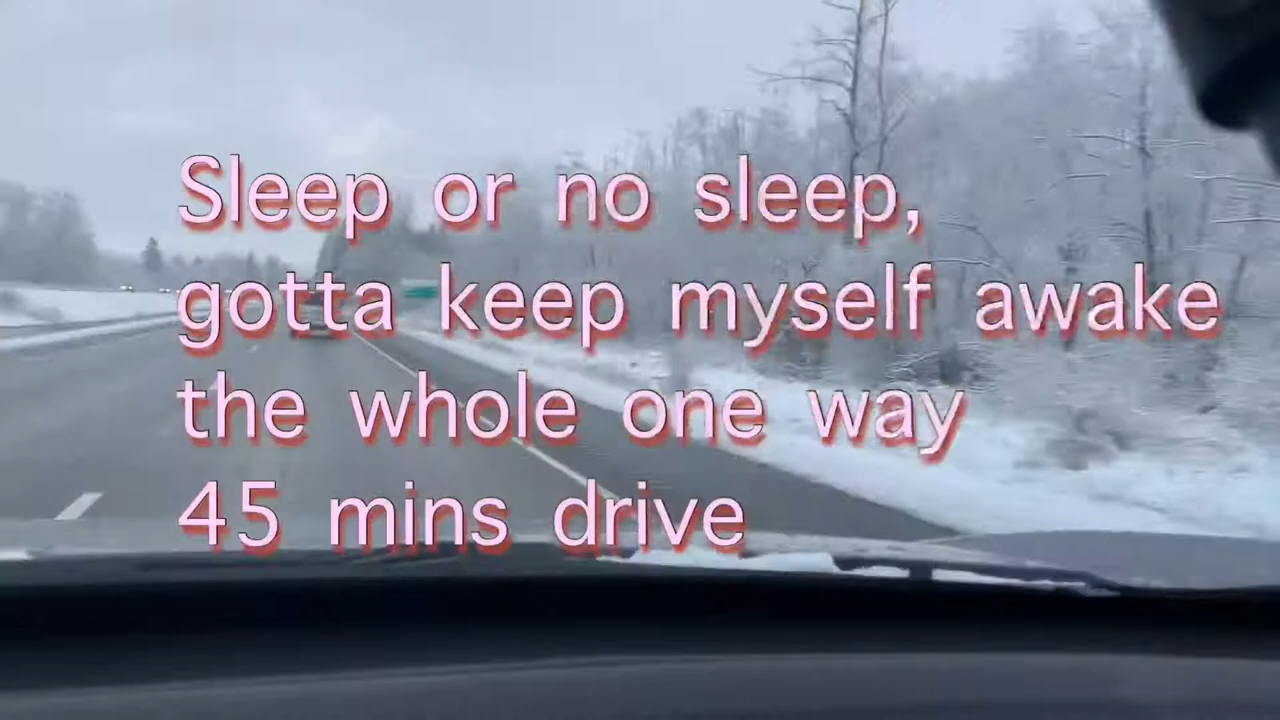 Sleep or no sleep,
gotta keep myself awake
the whole one way
45 mins drive